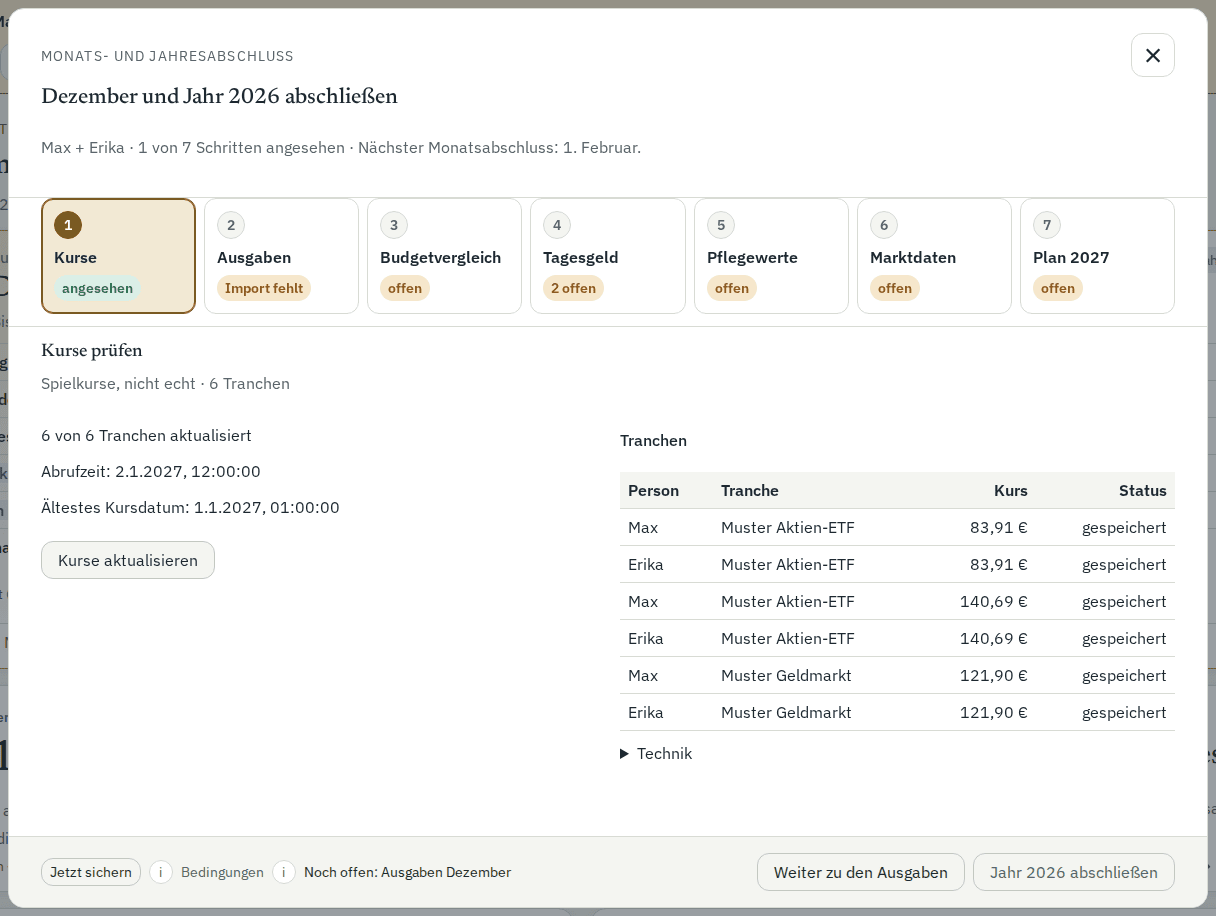 MONATS- UND JAHRESABSCHLUSS
Dezember und Jahr 2026 abschließen
Max + Erika · 1 von 7 Schritten angesehen · Nächster Monatsabschluss: 1. Februar.
1 2 3 4 5 6 7
Kurse Ausgaben Budgetvergleich Tagesgeld Pflegewerte Marktdaten Plan 2027
angesehen Import fehlt offen 2 offen offen offen offen
Kurse prüfen
Spielkurse, nicht echt · 6 Tranchen
6 von 6 Tranchen aktualisiert
Abrufzeit: 2.1.2027, 12:00:00
Ältestes Kursdatum: 1.1.2027, 01:00:00
Kurse aktualisieren
Tranchen
Person Tranche Kurs Status
Max Muster Aktien-ETF 83,91 € gespeichert
Erika Muster Aktien-ETF 83,91 € gespeichert
Max Muster Aktien-ETF 140,69 € gespeichert
Erika Muster Aktien-ETF 140,69 € gespeichert
Max Muster Geldmarkt 121,90 € gespeichert
Erika Muster Geldmarkt 121,90 € gespeichert
Technik
Jetzt sichern i Bedingungen i Noch offen: Ausgaben Dezember Weiter zu den Ausgaben Jahr 2026 abschließen